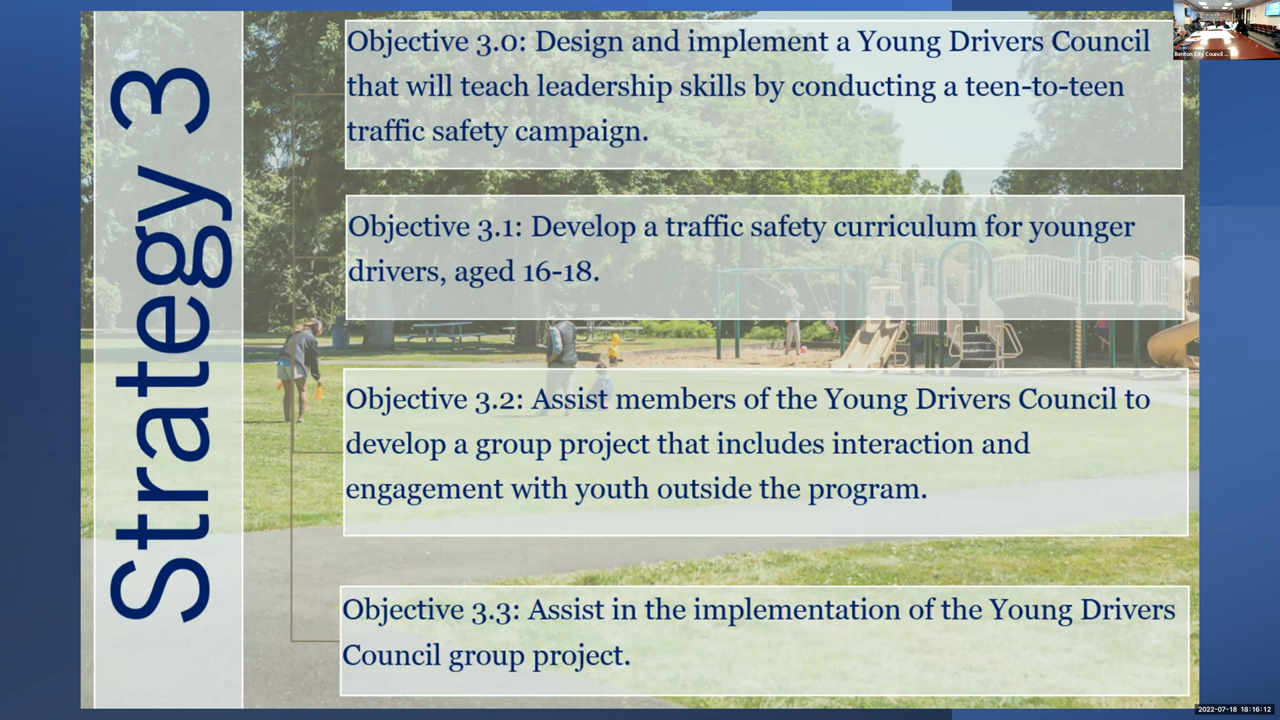 Strategy 3
Objective 3.0: Design and implement a Young Drivers Council
that will teach leadership skills by conducting a teen-to-teen
traffic safety campaign.
Objective 3.1: Develop a traffic safety curriculum for younger
drivers, aged 16-18.
Objective 3.2: Assist members of the Young Drivers Council to
develop a group project that includes interaction and
engagement with youth outside the program.
Objective 3.3: Assist in the implementation of the Young Drivers
Council group project.
Renton City Council ...
2022-07-18 18:16:12